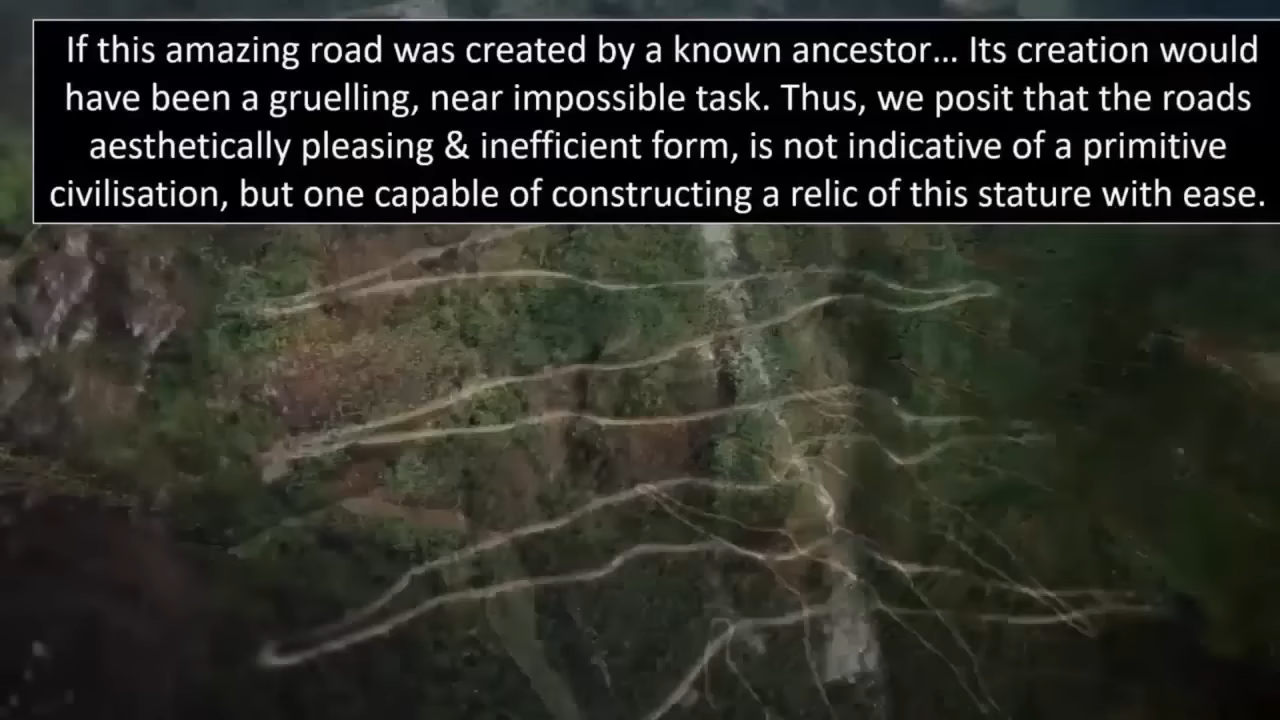 If this amazing road was created by a known ancestor... Its creation would
have been a gruelling, near impossible task. Thus, we posit that the roads
aesthetically pleasing & inefficient form, is not indicative of a primitive
civilisation, but one capable of constructing a relic of this stature with ease.